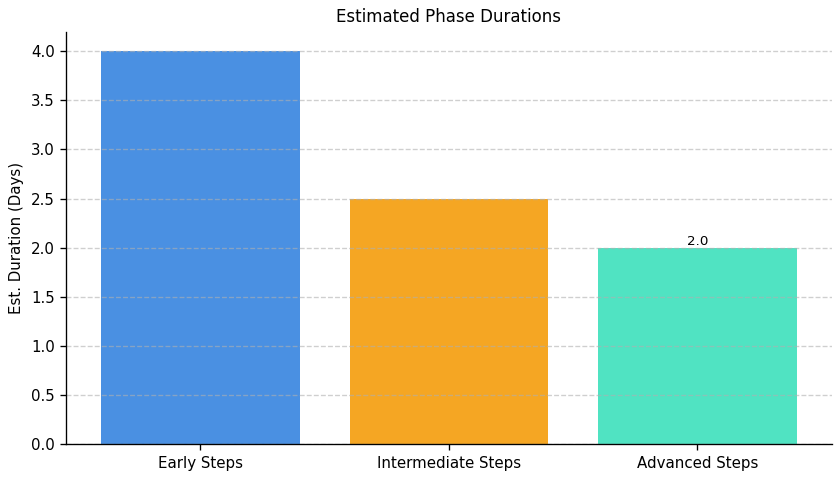 Estimated Phase Durations
Est. Duration (Days)
4.0
3.5
3.0
2.5
2.0
1.5
1.0
0.5
0.0
2.0
Early Steps
Intermediate Steps
Advanced Steps